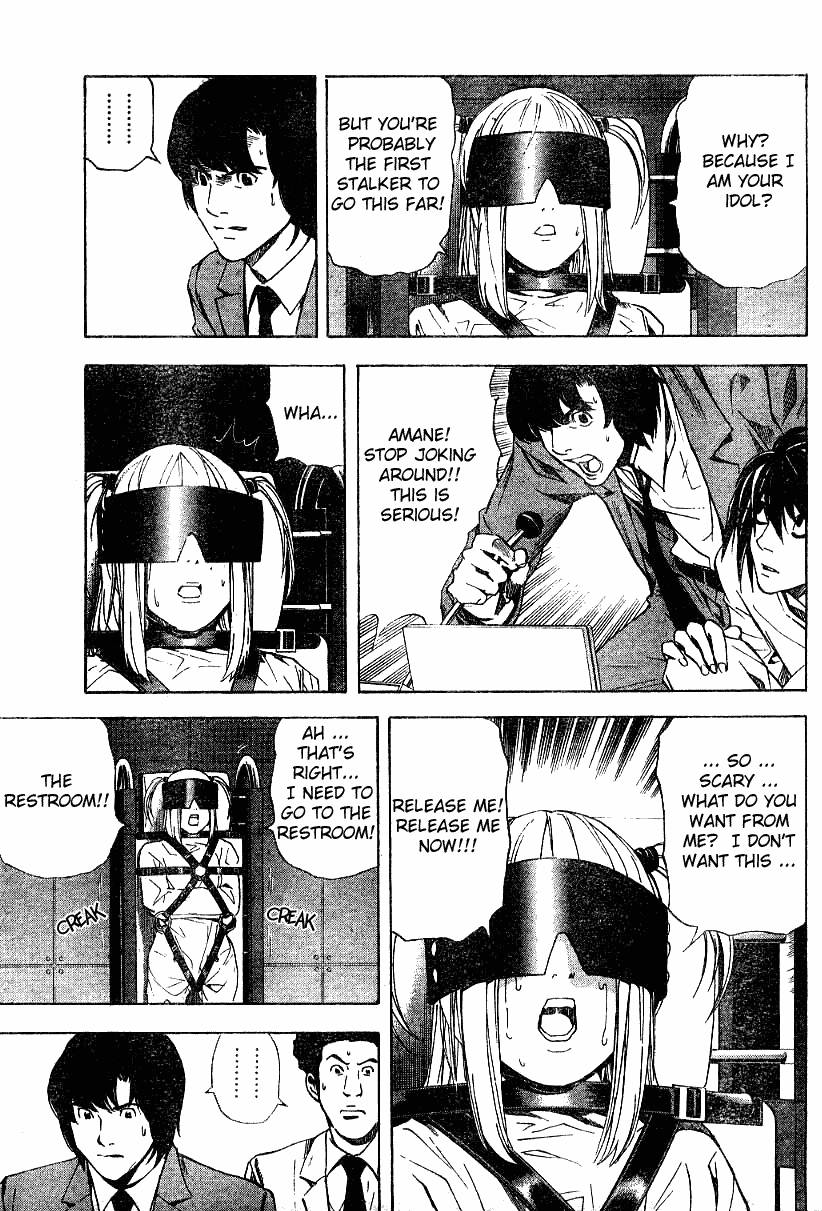 WHY?
BECAUSE I
AM YOUR
IDOL?
BUT YOU'RE
PROBABLY
THE FIRST
STALKER TO
GO THIS FAR!
AMANE!
STOP JOKING
AROUND!!
THIS IS
SERIOUS!
WHA...
... SO ...
SCARY ...
WHAT DO YOU
WANT FROM
ME? I DON'T
WANT THIS ...
RELEASE ME!
RELEASE ME
NOW!!!
AH ...
THAT'S
RIGHT...
I NEED TO
GO TO THE
RESTROOM!
THE
RESTROOM!!
CREAK
CREAK